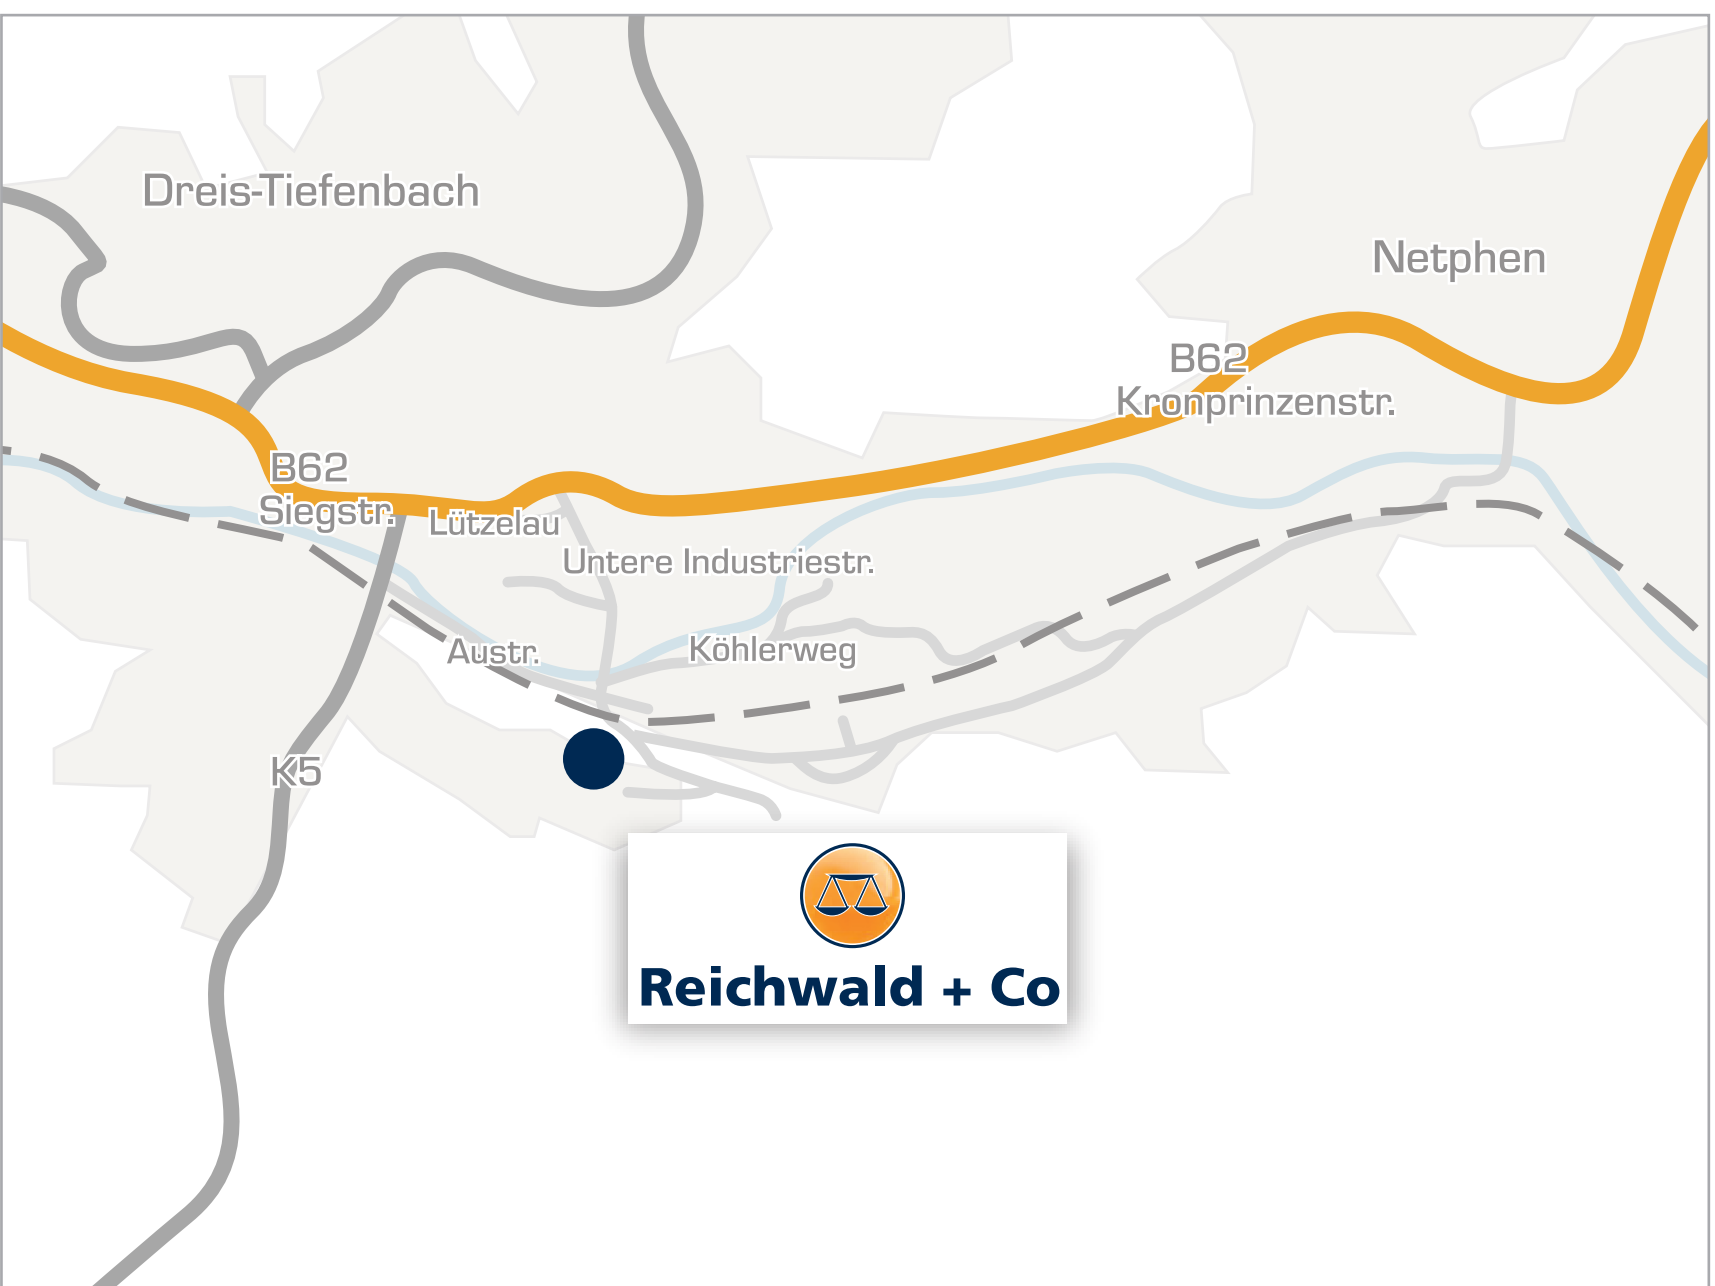 Dreis-Tiefenbach
Netphen
B62
Kronprinzenstr.
B62
Siegstr.
Lützelau
Untere Industriestr.
Austr.
Köhlerweg
K5
Reichwald + Co